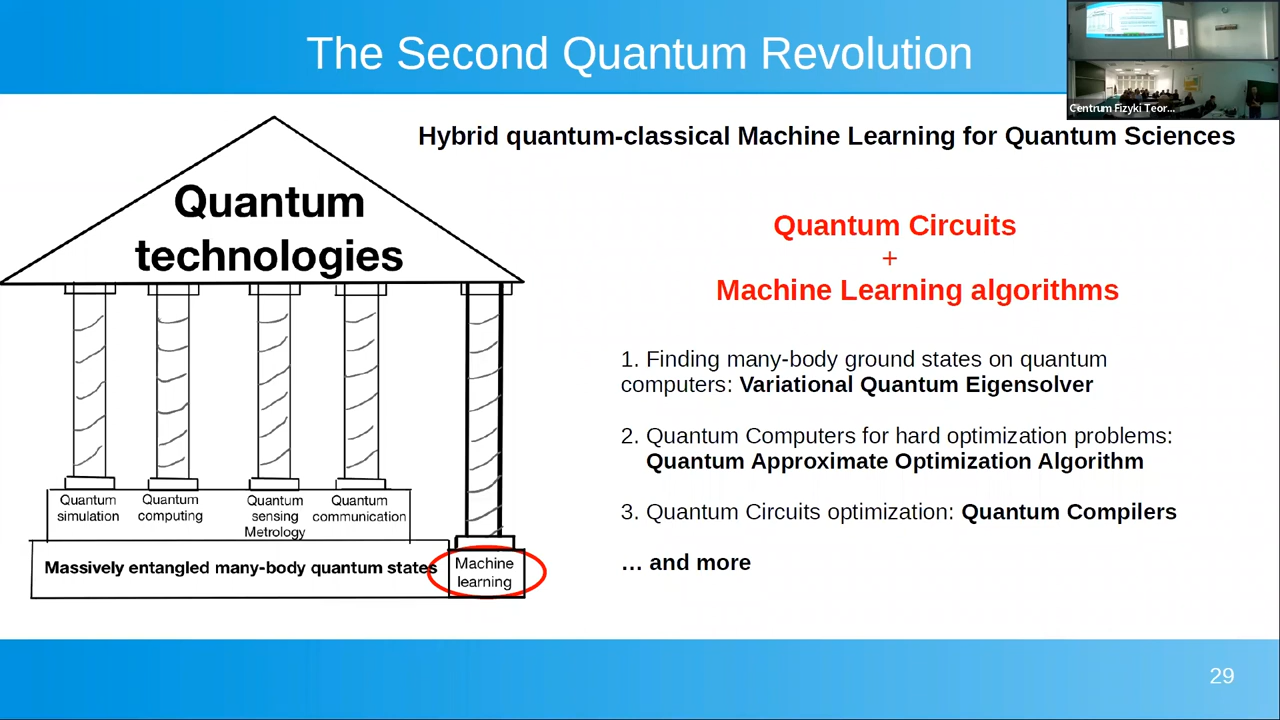 The Second Quantum Revolution
Centrum Fizyki Teor...
Hybrid quantum-classical Machine Learning for Quantum Sciences
Quantum
technologies
Quantum
simulation
Quantum
computing
Quantum
sensing
Metrology
Quantum
communication
Massively entangled many-body quantum states
Machine
learning
Quantum Circuits
+
Machine Learning algorithms
1. Finding many-body ground states on quantum
computers: Variational Quantum Eigensolver
2. Quantum Computers for hard optimization problems:
Quantum Approximate Optimization Algorithm
3. Quantum Circuits optimization: Quantum Compilers
... and more
29